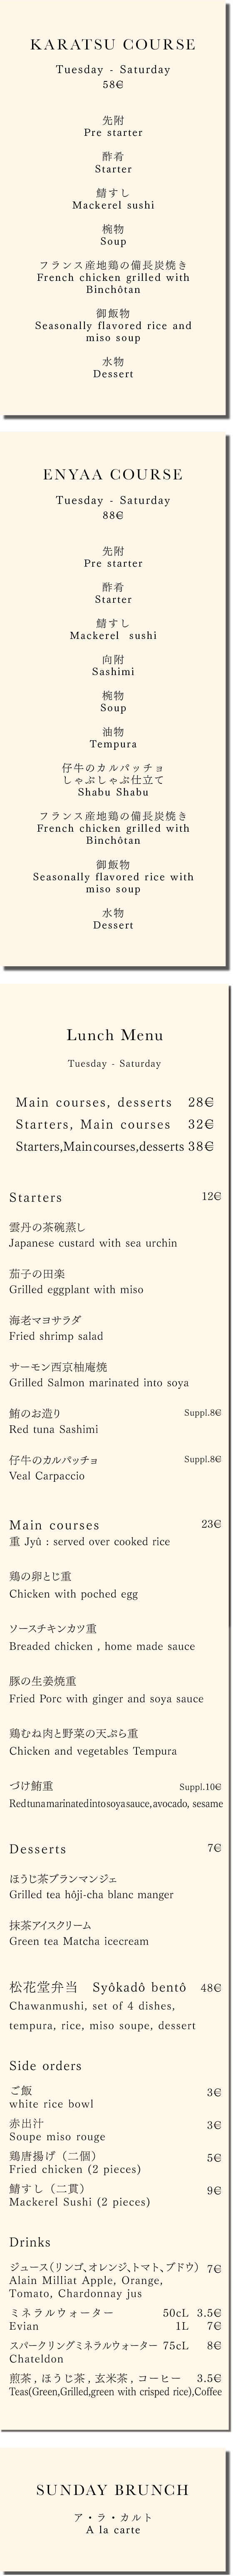 KARATSU COURSE
Tuesday - Saturday
58€
先附
Pre starter
酢肴
Starter
鯖すし
Mackerel sushi
椀物
Soup
フランス産地鶏の備長炭焼き
French chicken grilled with
Binchôtan
御飯物
Seasonally flavored rice and
miso soup
水物
Dessert
ENYAA COURSE
Tuesday - Saturday
88€
先附
Pre starter
酢肴
Starter
鯖すし
Mackerel sushi
向附
Sashimi
椀物
Soup
油物
Tempura
仔牛のカルパッチョ
しゃぶしゃぶ仕立て
Shabu Shabu
フランス産地鶏の備長炭焼き
French chicken grilled with
Binchôtan
御飯物
Seasonally flavored rice with
miso soup
水物
Dessert
Lunch Menu
Tuesday - Saturday
Main courses, desserts 28€
Starters, Main courses 32€
Starters,Maincourses,desserts 38€
Starters 12€
雲丹の茶碗蒸し
Japanese custard with sea urchin
茄子の田楽
Grilled eggplant with miso
海老マヨサラダ
Fried shrimp salad
サーモン西京柚庵焼
Grilled Salmon marinated into soya
鮪のお造り Suppl.8€
Red tuna Sashimi
仔牛のカルパッチョ Suppl.8€
Veal Carpaccio
Main courses 23€
重 Jyû : served over cooked rice
鶏の卵とじ重
Chicken with poched egg
ソースチキンカツ重
Breaded chicken , home made sauce
豚の生姜焼重
Fried Porc with ginger and soya sauce
鶏むね肉と野菜の天ぷら重
Chicken and vegetables Tempura
づけ鮪重 Suppl.10€
Redtunamarinatedintosoyasauce,avocado, sesame
Desserts 7€
ほうじ茶ブランマンジェ
Grilled tea hôji-cha blanc manger
抹茶アイスクリーム
Green tea Matcha icecream
松花堂弁当 Syôkadô bentô 48€
Chawanmushi, set of 4 dishes,
tempura, rice, miso soupe, dessert
Side orders
ご飯 3€
white rice bowl
赤出汁 3€
Soupe miso rouge
鶏唐揚げ（二個） 5€
Fried chicken (2 pieces)
鯖すし（二貫） 9€
Mackerel Sushi (2 pieces)
Drinks
ジュース（リンゴ、オレンジ、トマト、ブドウ） 7€
Alain Milliat Apple, Orange,
Tomato, Chardonnay jus
ミネラルウォーター 50cL 3.5€
Evian 1L 7€
スパークリングミネラルウォーター 75cL 8€
Chateldon
煎茶 , ほうじ茶 , 玄米茶 , コーヒー 3.5€
Teas(Green,Grilled,green with crisped rice),Coffee
SUNDAY BRUNCH
ア・ラ・カルト
A la carte